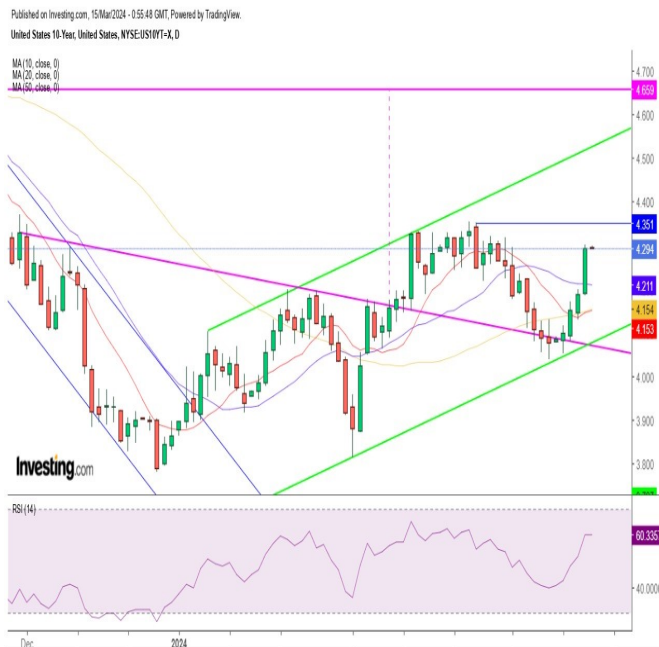 Published on Investing.com, 15/Mar/2024 - 0:55:48 GMT, Powered by TradingView.
United States 10-Year, United States, NYSE:US10YT=X, D
MA (10, close, 0)
MA (20, close, 0)
MA (50, close, 0)
4.700
4.659
4.600
4.500
4.400
4.351
4.294
4.211
4.154
4.153
4.000
3.900
3.800
Investing.com
RSI (14)
60.335
40.000
Dec
2024